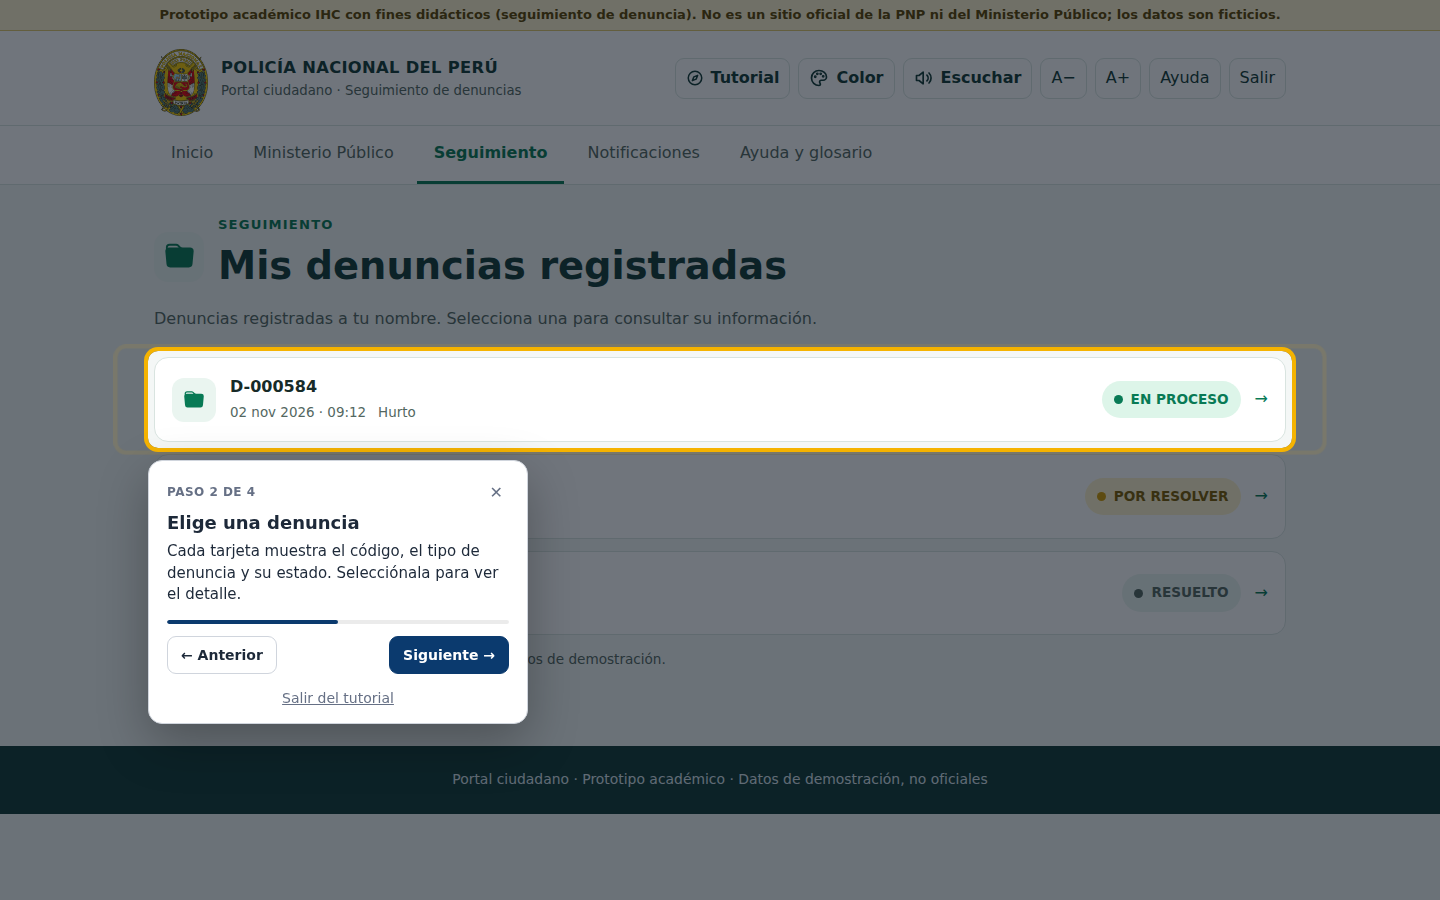 Prototipo académico IHC con fines didácticos (seguimiento de denuncia). No es un sitio oficial de la PNP ni del Ministerio Público; los datos son ficticios.
POLICÍA NACIONAL DEL PERÚ
Portal ciudadano · Seguimiento de denuncias
Tutorial
Color
Escuchar
A−
A+
Ayuda
Salir
Inicio
Ministerio Público
Seguimiento
Notificaciones
Ayuda y glosario
SEGUIMIENTO
Mis denuncias registradas
Denuncias registradas a tu nombre. Selecciona una para consultar su información.
D-000584
02 nov 2026 · 09:12 Hurto
EN PROCESO →
POR RESOLVER →
RESUELTO →
PASO 2 DE 4 ✕
Elige una denuncia
Cada tarjeta muestra el código, el tipo de
denuncia y su estado. Selecciónala para ver
el detalle.
← Anterior
Siguiente →
Salir del tutorial
de demostración.
Portal ciudadano · Prototipo académico · Datos de demostración, no oficiales